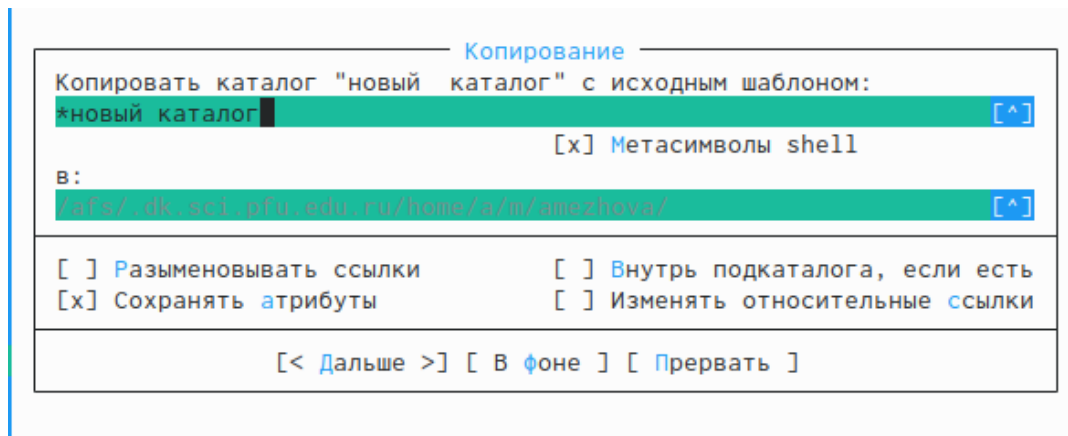 Копирование
Копировать каталог "новый  каталог" с исходным шаблоном:
*новый каталог [^]
[x] Метасимволы shell
в:
/afs/.dk.sci.pfu.edu.ru/home/a/m/amezhova/ [^]
[ ] Разыменовывать ссылки [ ] Внутрь подкаталога, если есть
[x] Сохранять атрибуты [ ] Изменять относительные ссылки
[< Дальше >] [ В фоне ] [ Прервать ]